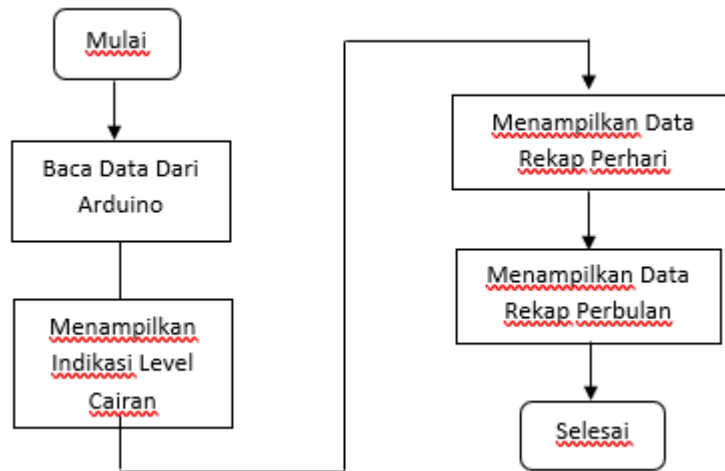 Mulai
Baca Data Dari
Arduino
Menampilkan
Indikasi Level
Cairan
Menampilkan Data
Rekap Perhari
Menampilkan Data
Rekap Perbulan
Selesai